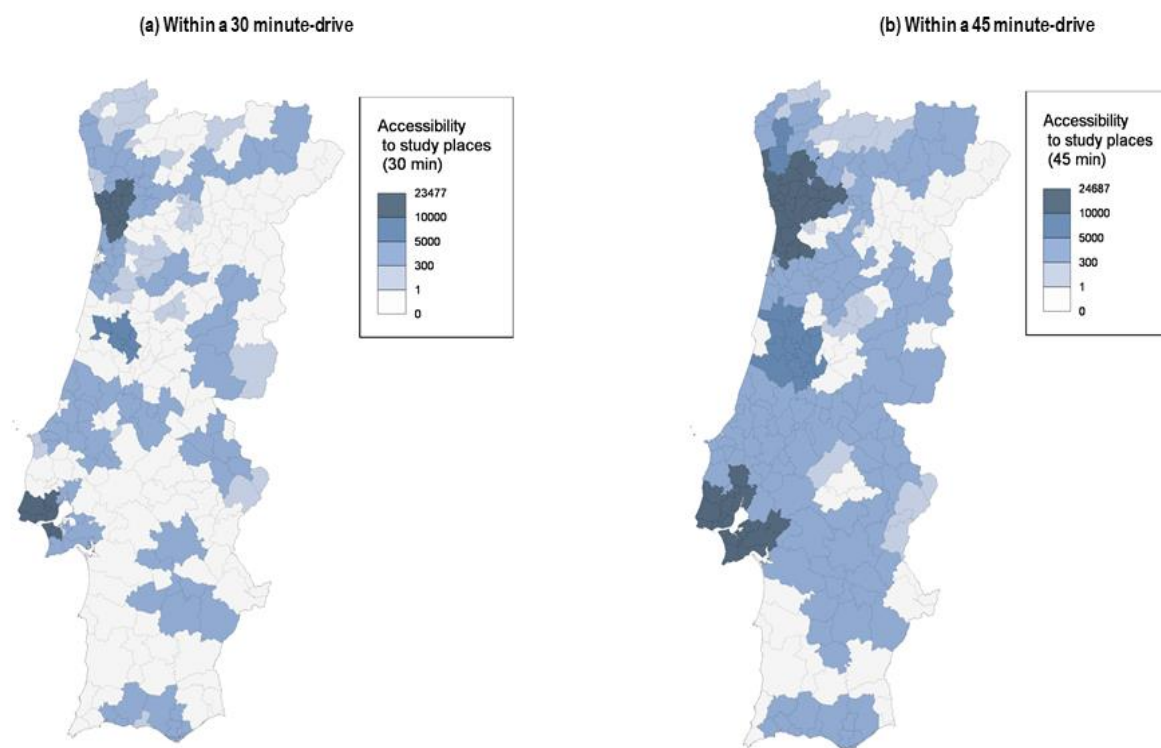 (a) Within a 30 minute-drive
(b) Within a 45 minute-drive
Accessibility
to study places
(30 min)
23477
10000
5000
300
1
0
Accessibility
to study places
(45 min)
24687
10000
5000
300
1
0